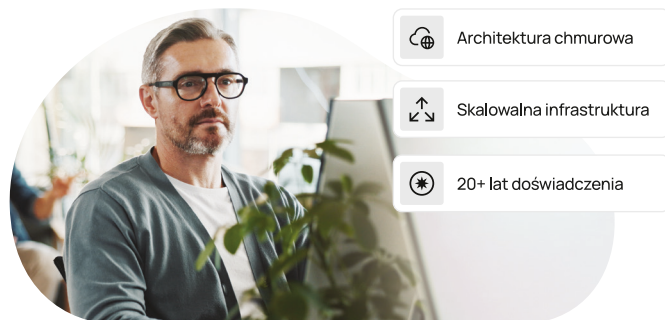 Architektura chmurowa
Skalowalna infrastruktura
20+ lat doświadczenia